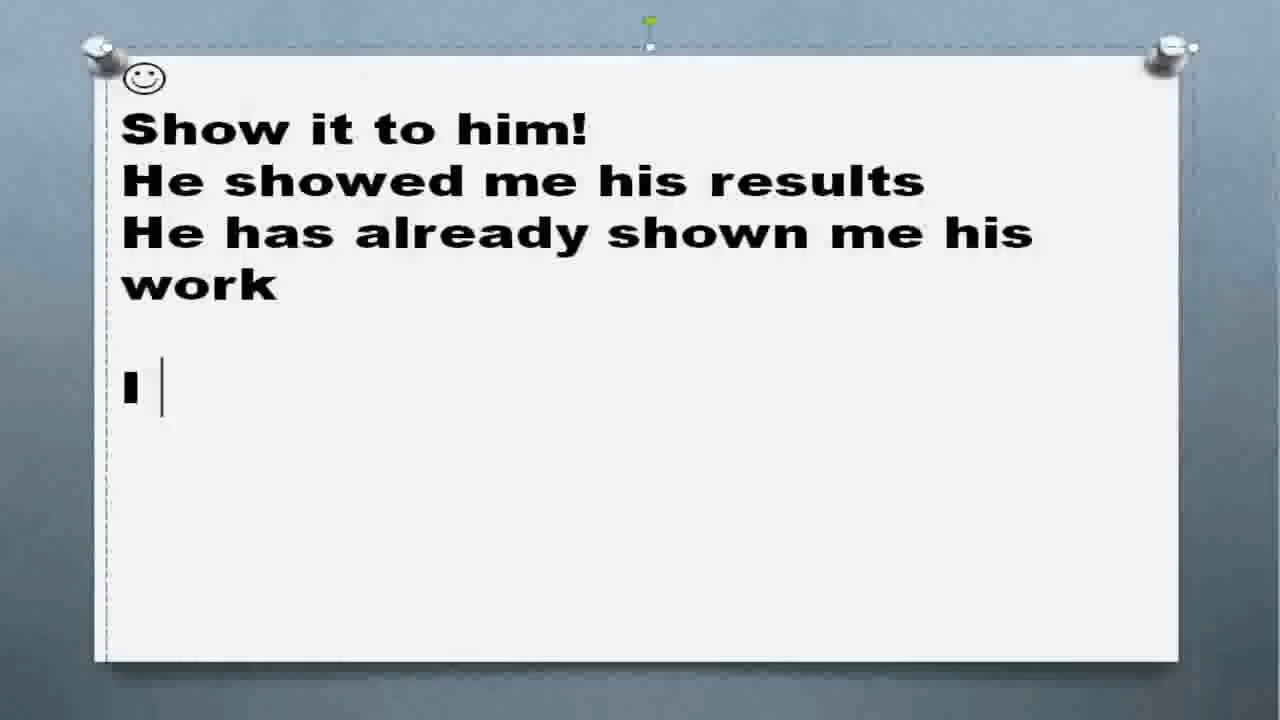 Show it to him!
He showed me his results
He has already shown me his
work
I